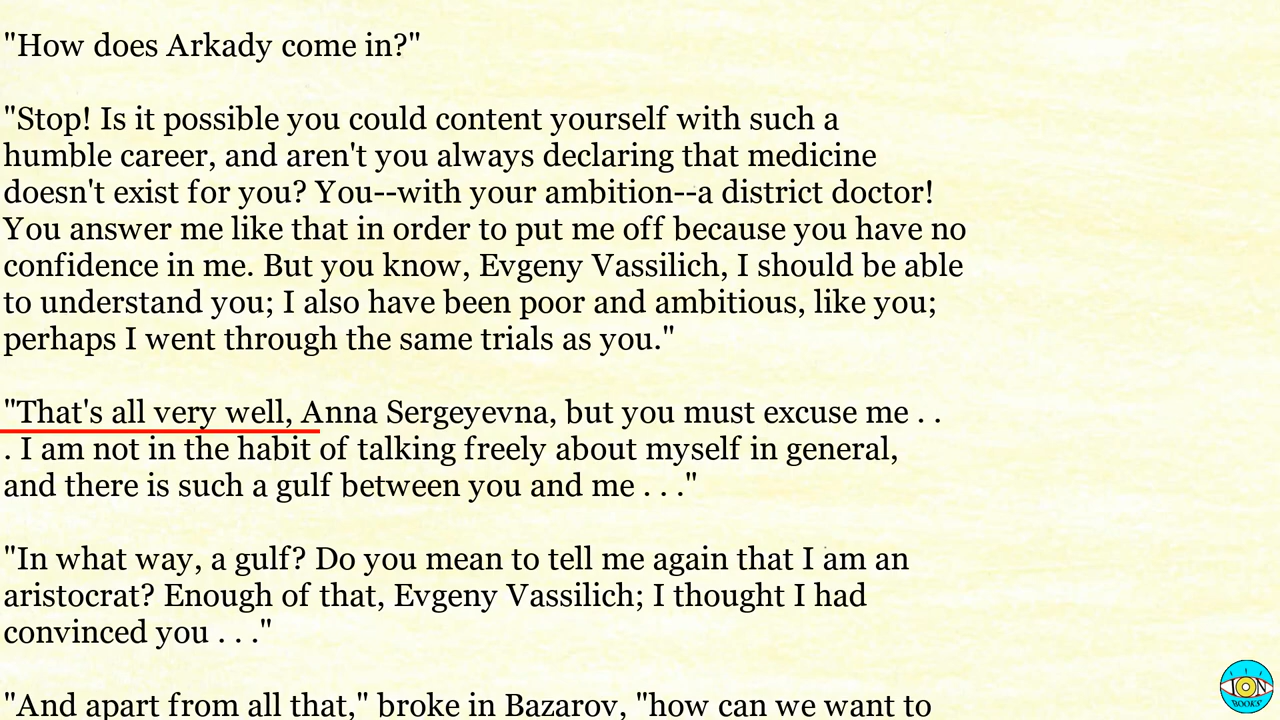 "How does Arkady come in?"
"Stop! Is it possible you could content yourself with such a
humble career, and aren't you always declaring that medicine
doesn't exist for you? You--with your ambition--a district doctor!
You answer me like that in order to put me off because you have no
confidence in me. But you know, Evgeny Vassilich, I should be able
to understand you; I also have been poor and ambitious, like you;
perhaps I went through the same trials as you."
"That's all very well, Anna Sergeyevna, but you must excuse me . .
. I am not in the habit of talking freely about myself in general,
and there is such a gulf between you and me . . ."
"In what way, a gulf? Do you mean to tell me again that I am an
aristocrat? Enough of that, Evgeny Vassilich; I thought I had
convinced you . . ."
"And apart from all that," broke in Bazarov, "how can we want to
ION
BOOKS